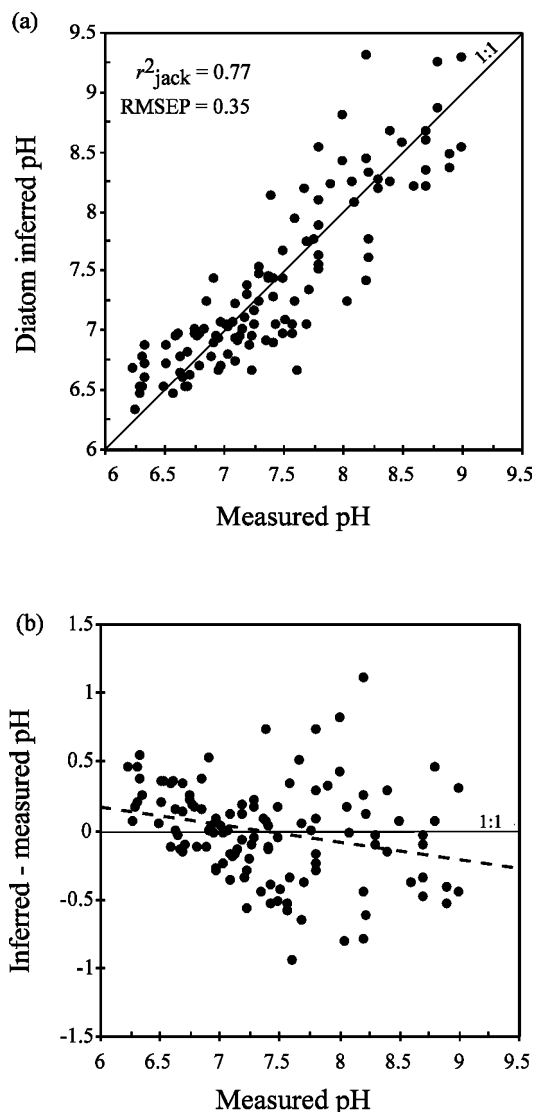 (a)
9.5
9
8.5
8
7.5
7
6.5
6
r²jack = 0.77
RMSEP = 0.35
1:1
Diatom inferred pH
6 6.5 7 7.5 8 8.5 9 9.5
Measured pH
(b)
1.5
1
0.5
0
-0.5
-1
-1.5
1:1
Inferred - measured pH
6 6.5 7 7.5 8 8.5 9 9.5
Measured pH